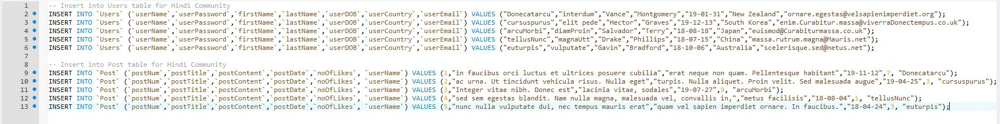 1 -- Insert into Users table for Hindi Community
2 INSERT INTO `Users` (`userName`,`userPassword`,`firstName`,`lastName`,`userDOB`,`userCountry`,`userEmail`) VALUES ("Donecatarcu","interdum","Vance","Montgomery","19-01-31","New Zealand","ornare.egestas@velsapienimperdiet.org");
3 INSERT INTO `Users` (`userName`,`userPassword`,`firstName`,`lastName`,`userDOB`,`userCountry`,`userEmail`) VALUES ("cursuspurus","elit pede","Hector","Graves","19-12-13","South Korea","enim.Curabitur.massa@viverraDonectempus.co.uk");
4 INSERT INTO `Users` (`userName`,`userPassword`,`firstName`,`lastName`,`userDOB`,`userCountry`,`userEmail`) VALUES ("arcuMorbi","diamProin","Salvador","Terry","18-08-18","Japan","euismod@Curabiturmassa.co.uk");
5 INSERT INTO `Users` (`userName`,`userPassword`,`firstName`,`lastName`,`userDOB`,`userCountry`,`userEmail`) VALUES ("tellusNunc","magnaUtt","Drake","Phillips","18-07-15","China","massa.rutrum.magna@Mauris.net");
6 INSERT INTO `Users` (`userName`,`userPassword`,`firstName`,`lastName`,`userDOB`,`userCountry`,`userEmail`) VALUES ("euturpis","vulputate","Gavin","Bradford","18-10-06","Australia","scelerisque.sed@netus.net");
7
8 -- Insert into Post table for Hindi Community
9 INSERT INTO `Post` (`postNum`,`postTitle`,`postContent`,`postDate`,`noOfLikes`, `userName`) VALUES (1,"in faucibus orci luctus et ultrices posuere cubilia","erat neque non quam. Pellentesque habitant","19-11-12",7, "Donecatarcu");
10 INSERT INTO `Post` (`postNum`,`postTitle`,`postContent`,`postDate`,`noOfLikes`, `userName`) VALUES (2,"ac urna. Ut tincidunt vehicula risus. Nulla eget","turpis. Nulla aliquet. Proin velit. Sed malesuada augue","19-04-25",3, "cursuspurus");
11 INSERT INTO `Post` (`postNum`,`postTitle`,`postContent`,`postDate`,`noOfLikes`, `userName`) VALUES (3,"Integer vitae nibh. Donec est","lacinia vitae, sodales","19-07-27",9, "arcuMorbi");
12 INSERT INTO `Post` (`postNum`,`postTitle`,`postContent`,`postDate`,`noOfLikes`, `userName`) VALUES (4,"sed sem egestas blandit. Nam nulla magna, malesuada vel, convallis in,","metus facilisis","18-08-04",1, "tellusNunc");
13 INSERT INTO `Post` (`postNum`,`postTitle`,`postContent`,`postDate`,`noOfLikes`, `userName`) VALUES (5,"nunc nulla vulputate dui, nec tempus mauris erat","quam vel sapien imperdiet ornare. In faucibus.","18-04-24",3, "euturpis");